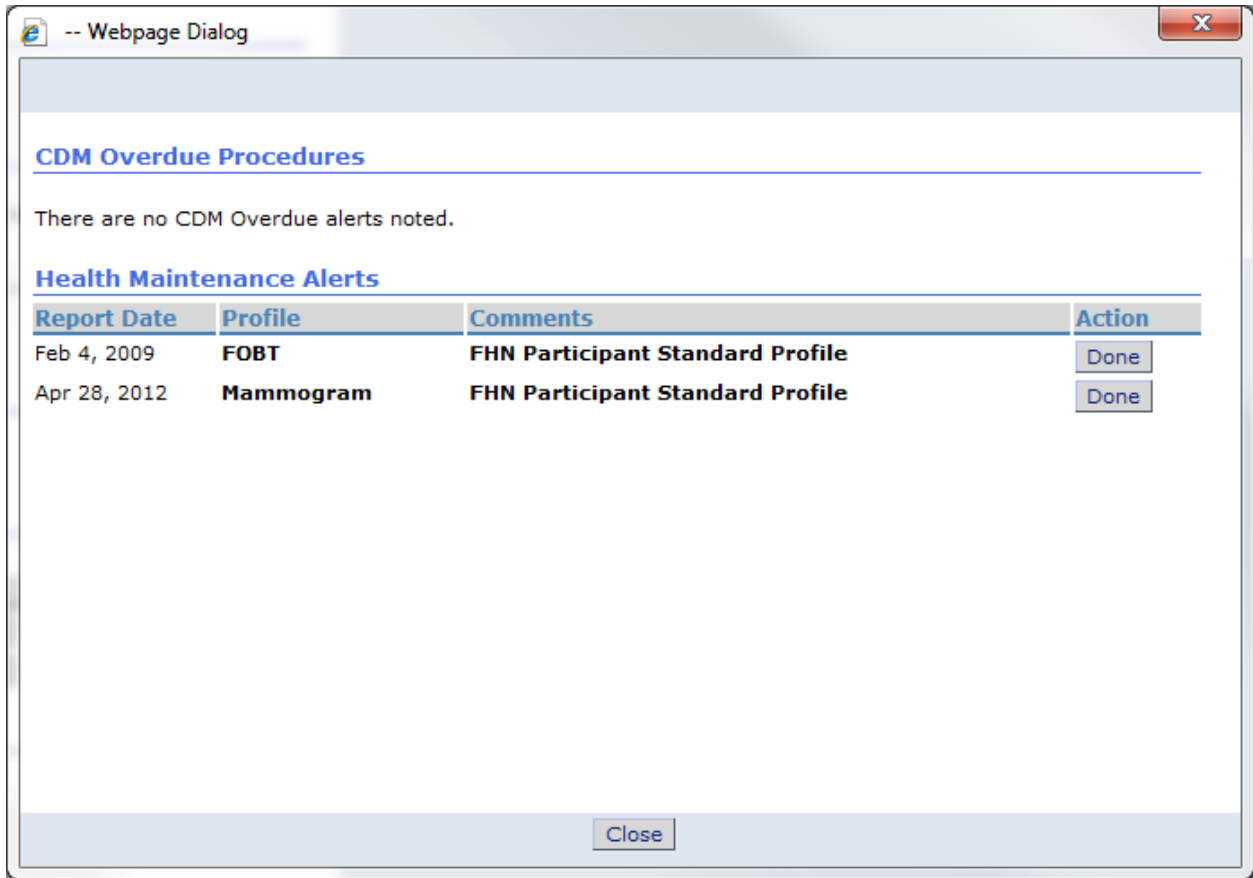 -- Webpage Dialog
X
CDM Overdue Procedures
There are no CDM Overdue alerts noted.
Health Maintenance Alerts
Report Date Profile Comments Action
Feb 4, 2009 FOBT FHN Participant Standard Profile Done
Apr 28, 2012 Mammogram FHN Participant Standard Profile Done
Close